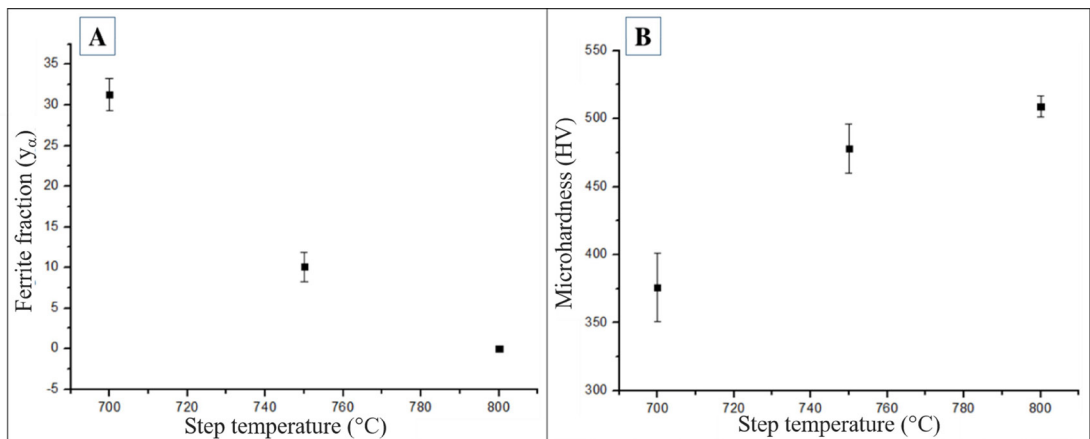 A
35
30
25
20
15
10
5
0
-5
Ferrite fraction (yα)
700 720 740 760 780 800
Step temperature (°C)
B
550
500
450
400
350
300
Microhardness (HV)
700 720 740 760 780 800
Step temperature (°C)